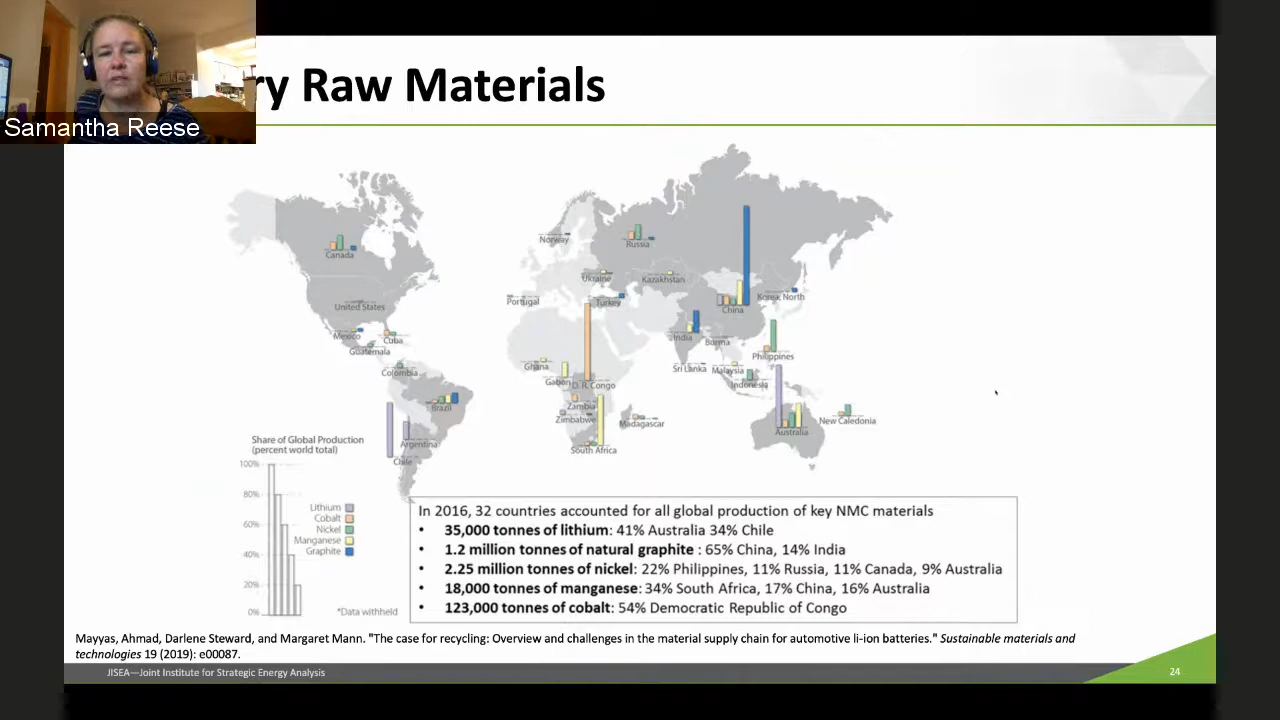 ry Raw Materials
Samantha Reese
Canada
United States
Mexico
Cuba
Guatemala
Colombia
Brazil
Argentina
Chile
Norway
Russia
Ukraine
Kazakhstan
Portugal
Turkey
China
Korea, North
India
Burma
Philippines
Sri Lanka
Malaysia
Indonesia
Ghana
Gabon
D. R. Congo
Zambia
Zimbabwe
Madagascar
South Africa
Australia
New Caledonia
Share of Global Production
(percent world total)
100%
80%
60%
40%
20%
0%
Lithium
Cobalt
Nickel
Manganese
Graphite
*Data withheld
In 2016, 32 countries accounted for all global production of key NMC materials
• 35,000 tonnes of lithium: 41% Australia 34% Chile
• 1.2 million tonnes of natural graphite : 65% China, 14% India
• 2.25 million tonnes of nickel: 22% Philippines, 11% Russia, 11% Canada, 9% Australia
• 18,000 tonnes of manganese: 34% South Africa, 17% China, 16% Australia
• 123,000 tonnes of cobalt: 54% Democratic Republic of Congo
Mayyas, Ahmad, Darlene Steward, and Margaret Mann. "The case for recycling: Overview and challenges in the material supply chain for automotive li-ion batteries." Sustainable materials and
technologies 19 (2019): e00087.
JISEA—Joint Institute for Strategic Energy Analysis
24